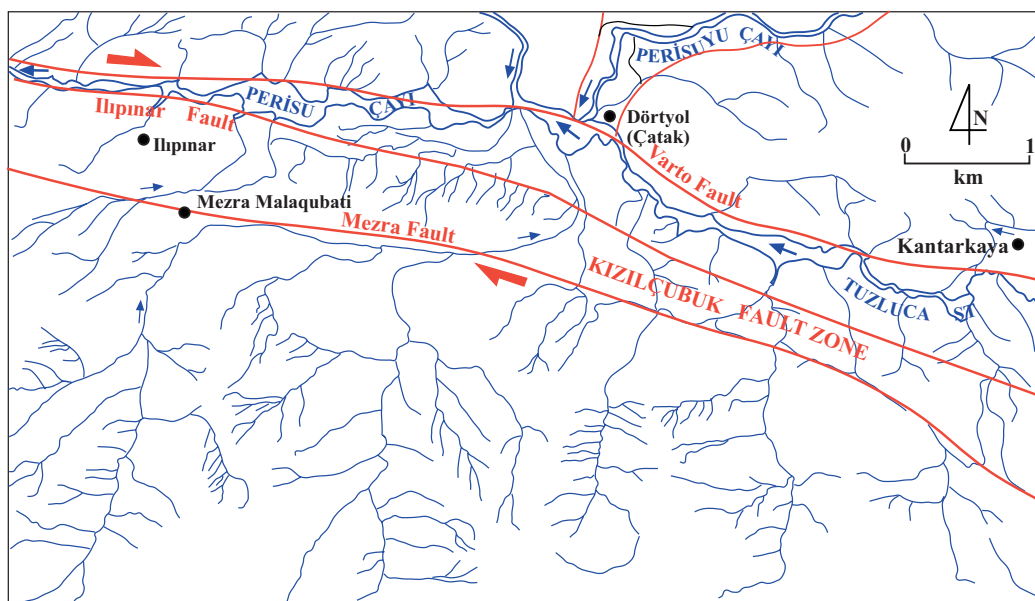 PERİSUYU ÇAYI
PERİSU ÇAYI
Ilıpınar Fault
Ilıpınar
Dörtyol
(Çatak)
N
0 1
km
Varto Fault
Mezra Malaqubati
Mezra Fault
Kantarkaya
KIZILÇUBUK FAULT ZONE
TUZLUCA ST